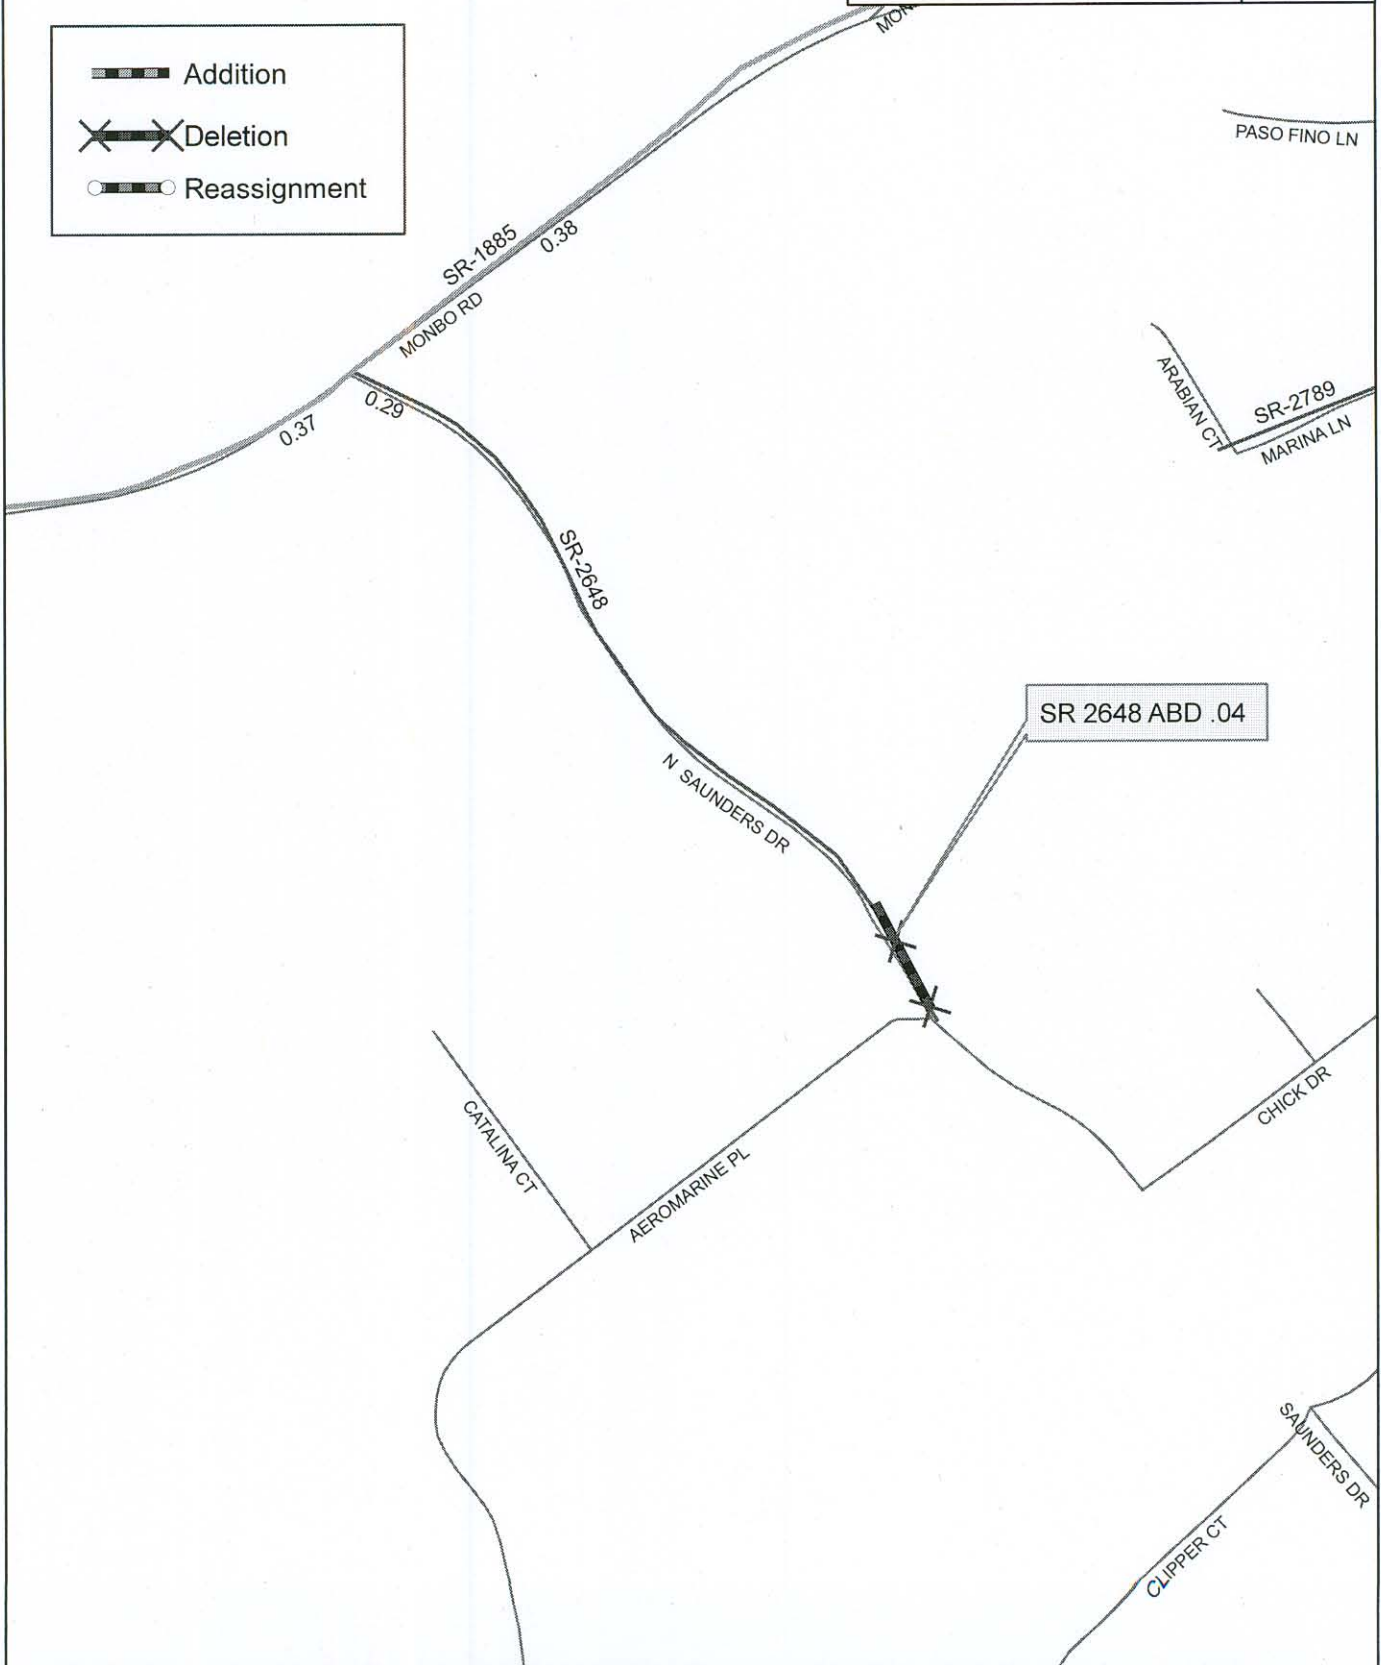 Addition
Deletion
Reassignment
PASO FINO LN
SR-1885
0.38
MONBO RD
0.37
0.29
ARABIAN CT
SR-2789
MARINA LN
SR-2648
SR 2648 ABD .04
N SAUNDERS DR
CATALINA CT
AEROMARINE PL
CHICK DR
SAUNDERS DR
CLIPPER CT